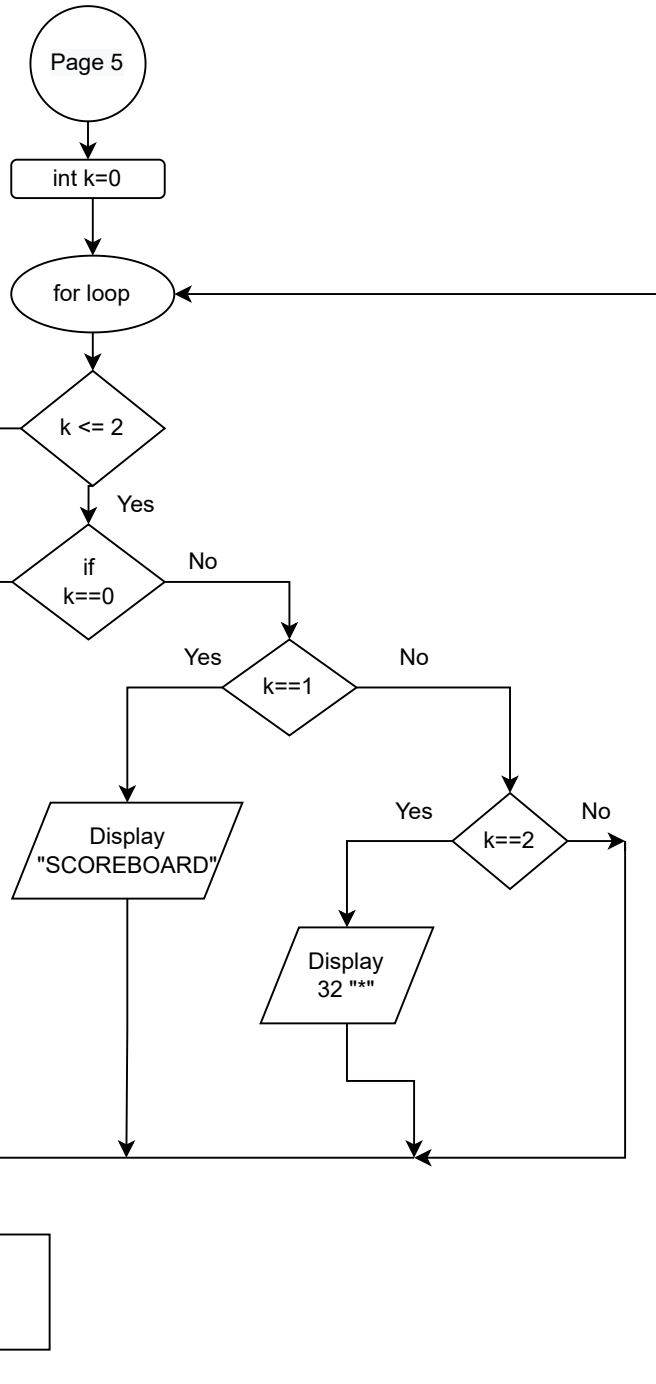 Page 5
int k=0
for loop
k <= 2
Yes
if
k==0
No
k==1
Yes
No
Display
"SCOREBOARD"
k==2
Yes
No
Display
32 "*"